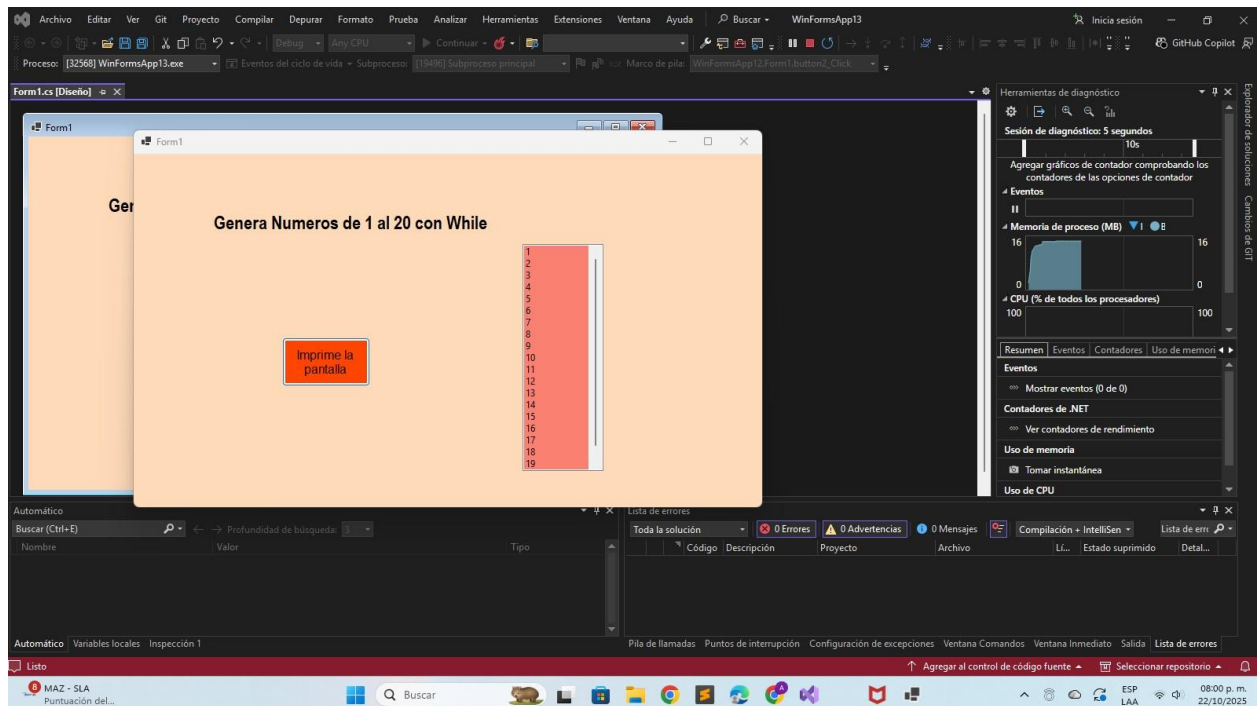 Archivo Editar Ver Git Proyecto Compilar Depurar Formato Prueba Analizar Herramientas Extensiones Ventana Ayuda Buscar WinFormsApp13 Inicia sesión
Debug Any CPU Continuar GitHub Copilot
Proceso: [32568] WinFormsApp13.exe Eventos del ciclo de vida Subproceso: [19496] Subproceso principal Marco de pila: WinFormsApp12.Form1.button2_Click
Form1.cs [Diseño]
Form1
Gen
Form1
Genera Numeros de 1 al 20 con While
Imprime la
pantalla
1
2
3
4
5
6
7
8
9
10
11
12
13
14
15
16
17
18
19
Herramientas de diagnóstico
Sesión de diagnóstico: 5 segundos
10s
Agregar gráficos de contador comprobando los
contadores de las opciones de contador
Eventos
Memoria de proceso (MB) I B
16 16
0 0
CPU (% de todos los procesadores)
100 100
Resumen Eventos Contadores Uso de memori
Eventos
Mostrar eventos (0 de 0)
Contadores de .NET
Ver contadores de rendimiento
Uso de memoria
Tomar instantánea
Uso de CPU
Explorador de soluciones
Cambios de GIT
Automático
Buscar (Ctrl+E) Profundidad de búsqueda: 3
Nombre Valor Tipo
Automático Variables locales Inspección 1
Lista de errores
Toda la solución 0 Errores 0 Advertencias 0 Mensajes Compilación + IntelliSen Lista de erro
Código Descripción Proyecto Archivo Lí... Estado suprimido Detal...
Pila de llamadas Puntos de interrupción Configuración de excepciones Ventana Comandos Ventana Inmediato Salida Lista de errores
Listo Agregar al control de código fuente Seleccionar repositorio
8 MAZ - SLA
Puntuación del...
Buscar
ESP
LAA
08:00 p. m.
22/10/2025